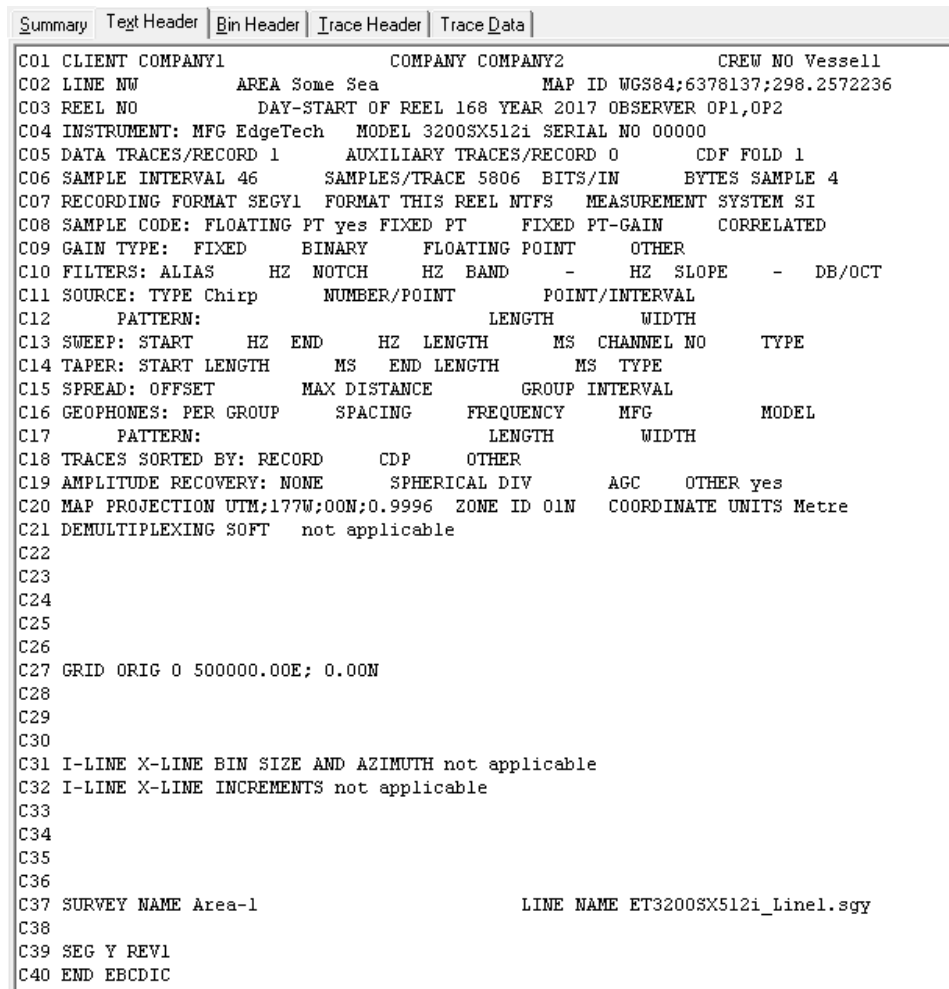 Summary Text Header Bin Header Trace Header Trace Data
C01 CLIENT COMPANY1 COMPANY COMPANY2 CREW NO Vessel1
C02 LINE NW AREA Some Sea MAP ID WGS84;6378137;298.2572236
C03 REEL NO DAY-START OF REEL 168 YEAR 2017 OBSERVER OP1,OP2
C04 INSTRUMENT: MFG EdgeTech MODEL 3200SX512i SERIAL NO 00000
C05 DATA TRACES/RECORD 1 AUXILIARY TRACES/RECORD 0 CDF FOLD 1
C06 SAMPLE INTERVAL 46 SAMPLES/TRACE 5806 BITS/IN BYTES SAMPLE 4
C07 RECORDING FORMAT SEGY1 FORMAT THIS REEL NTFS MEASUREMENT SYSTEM SI
C08 SAMPLE CODE: FLOATING PT yes FIXED PT FIXED PT-GAIN CORRELATED
C09 GAIN TYPE: FIXED BINARY FLOATING POINT OTHER
C10 FILTERS: ALIAS HZ NOTCH HZ BAND - HZ SLOPE - DB/OCT
C11 SOURCE: TYPE Chirp NUMBER/POINT POINT/INTERVAL
C12 PATTERN: LENGTH WIDTH
C13 SWEEP: START HZ END HZ LENGTH MS CHANNEL NO TYPE
C14 TAPER: START LENGTH MS END LENGTH MS TYPE
C15 SPREAD: OFFSET MAX DISTANCE GROUP INTERVAL
C16 GEOPHONES: PER GROUP SPACING FREQUENCY MFG MODEL
C17 PATTERN: LENGTH WIDTH
C18 TRACES SORTED BY: RECORD CDP OTHER
C19 AMPLITUDE RECOVERY: NONE SPHERICAL DIV AGC OTHER yes
C20 MAP PROJECTION UTM;177W;00N;0.9996 ZONE ID 01N COORDINATE UNITS Metre
C21 DEMULTIPLEXING SOFT not applicable
C22
C23
C24
C25
C26
C27 GRID ORIG 0 500000.00E; 0.00N
C28
C29
C30
C31 I-LINE X-LINE BIN SIZE AND AZIMUTH not applicable
C32 I-LINE X-LINE INCREMENTS not applicable
C33
C34
C35
C36
C37 SURVEY NAME Area-1 LINE NAME ET3200SX512i_Line1.sgy
C38
C39 SEG Y REV1
C40 END EBCDIC